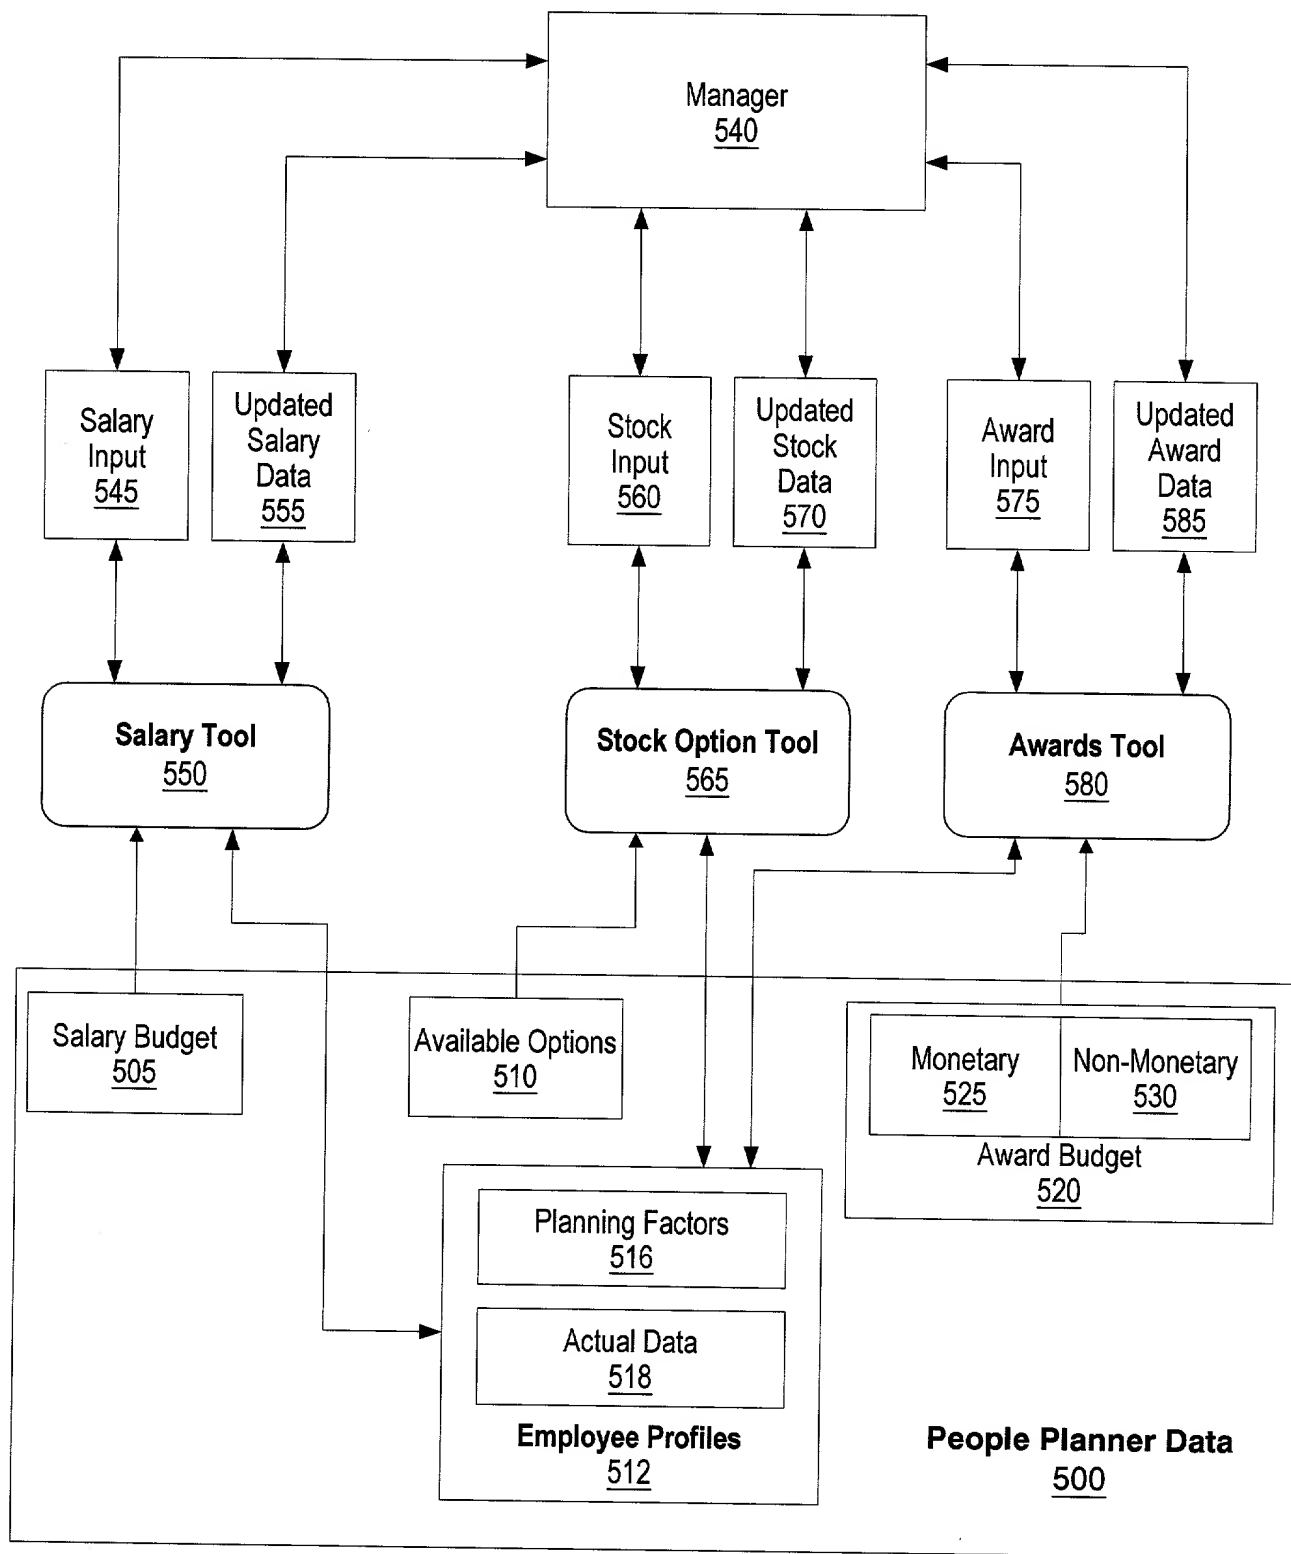 Manager
540
Salary
Input
545
Updated
Salary
Data
555
Stock
Input
560
Updated
Stock
Data
570
Award
Input
575
Updated
Award
Data
585
Salary Tool
550
Stock Option Tool
565
Awards Tool
580
Salary Budget
505
Available Options
510
Monetary
525
Non-Monetary
530
Award Budget
520
Planning Factors
516
Actual Data
518
Employee Profiles
512
People Planner Data
500